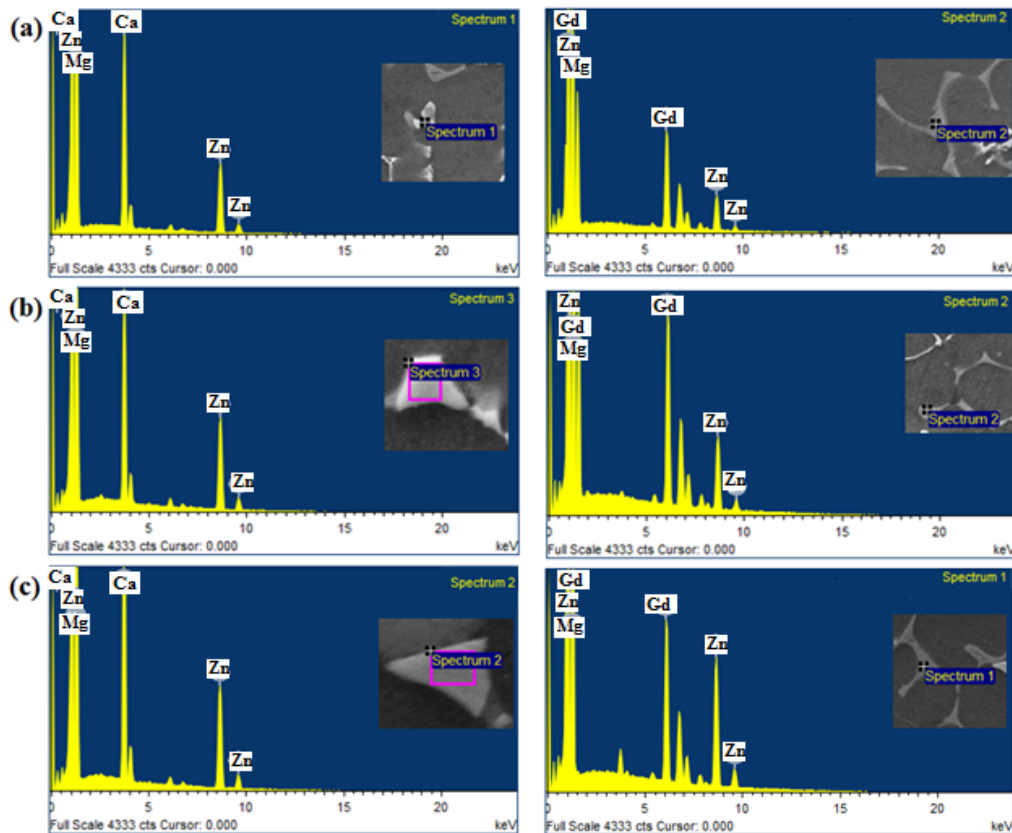 (a)
Spectrum 1
Ca
Zn
Mg
Ca
Zn
Zn
Spectrum 1
0 5 10 15 20
Full Scale 4333 cts Cursor: 0.000 keV
Spectrum 2
Gd
Zn
Mg
Gd
Zn
Zn
Spectrum 2
0 5 10 15 20
Full Scale 4333 cts Cursor: 0.000 keV
(b)
Spectrum 3
Ca
Zn
Mg
Ca
Zn
Zn
Spectrum 3
0 5 10 15 20
Full Scale 4333 cts Cursor: 0.000 keV
Spectrum 2
Zn
Gd
Mg
Gd
Zn
Zn
Spectrum 2
0 5 10 15 20
Full Scale 4333 cts Cursor: 0.000 keV
(c)
Spectrum 2
Ca
Zn
Mg
Ca
Zn
Zn
Spectrum 2
0 5 10 15 20
Full Scale 4333 cts Cursor: 0.000 keV
Spectrum 1
Gd
Zn
Mg
Gd
Zn
Zn
Spectrum 1
0 5 10 15 20
Full Scale 4333 cts Cursor: 0.000 keV